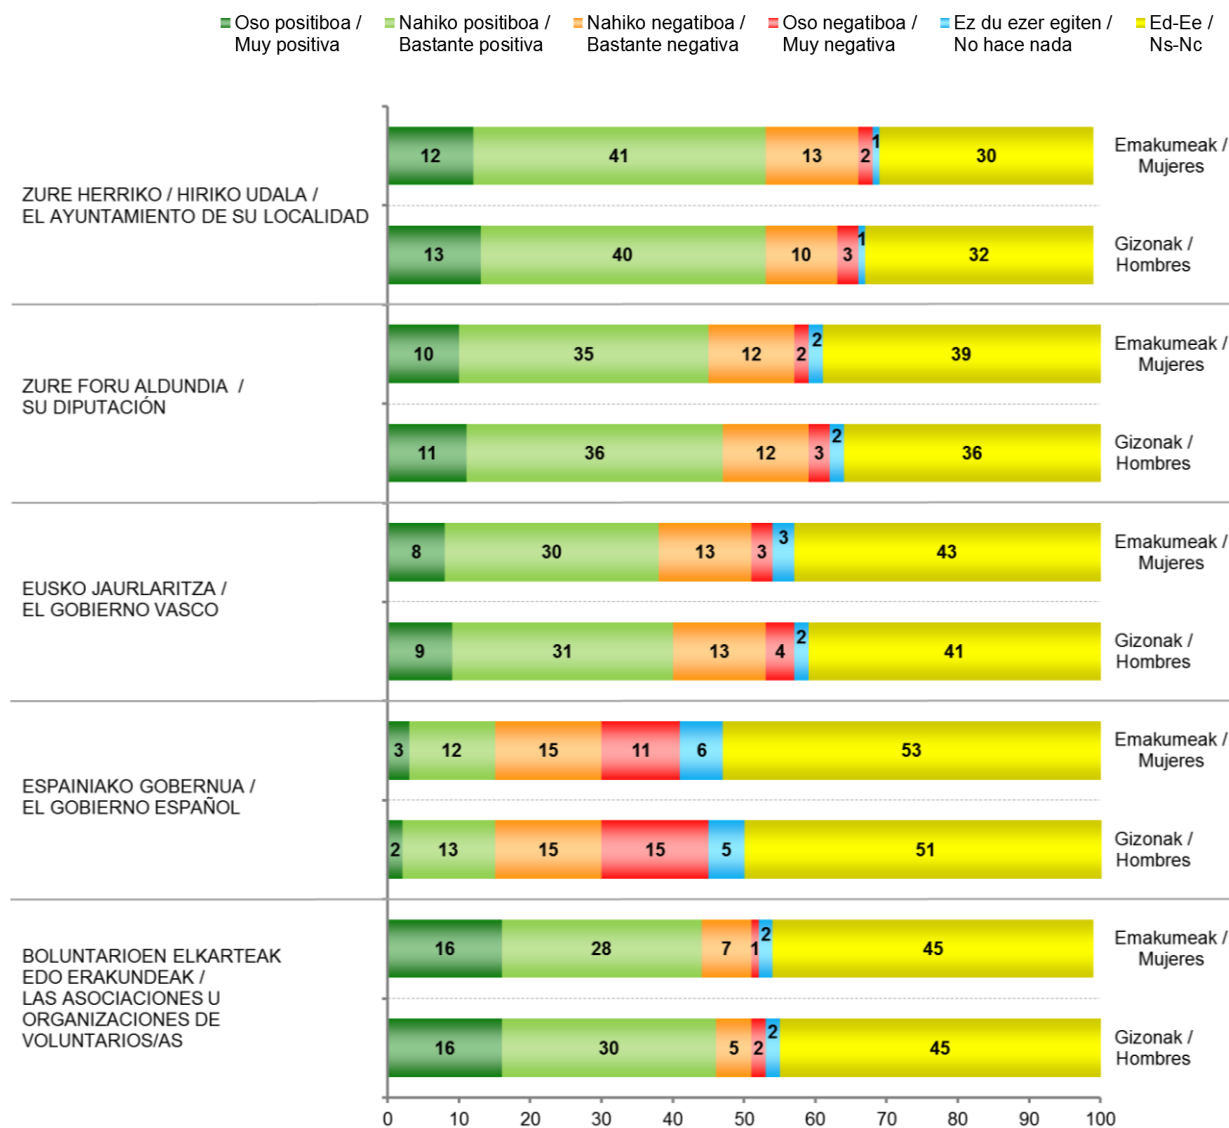 Oso positiboa /
Muy positiva
Nahiko positiboa /
Bastante positiva
Nahiko negatiboa /
Bastante negativa
Oso negatiboa /
Muy negativa
Ez du ezer egiten /
No hace nada
Ed-Ee /
Ns-Nc
ZURE HERRIKO / HIRIKO UDALA /
EL AYUNTAMIENTO DE SU LOCALIDAD
12 41 13 2 1 30
Emakumeak /
Mujeres
13 40 10 3 1 32
Gizonak /
Hombres
ZURE FORU ALDUNDIA /
SU DIPUTACIÓN
10 35 12 2 2 39
Emakumeak /
Mujeres
11 36 12 3 2 36
Gizonak /
Hombres
EUSKO JAURLARITZA /
EL GOBIERNO VASCO
8 30 13 3 3 43
Emakumeak /
Mujeres
9 31 13 4 2 41
Gizonak /
Hombres
ESPAINIAKO GOBERNUA /
EL GOBIERNO ESPAÑOL
3 12 15 11 6 53
Emakumeak /
Mujeres
2 13 15 15 5 51
Gizonak /
Hombres
BOLUNTARIOEN ELKARTEAK
EDO ERAKUNDEAK /
LAS ASOCIACIONES U
ORGANIZACIONES DE
VOLUNTARIOS/AS
16 28 7 1 2 45
Emakumeak /
Mujeres
16 30 5 2 2 45
Gizonak /
Hombres
0 10 20 30 40 50 60 70 80 90 100